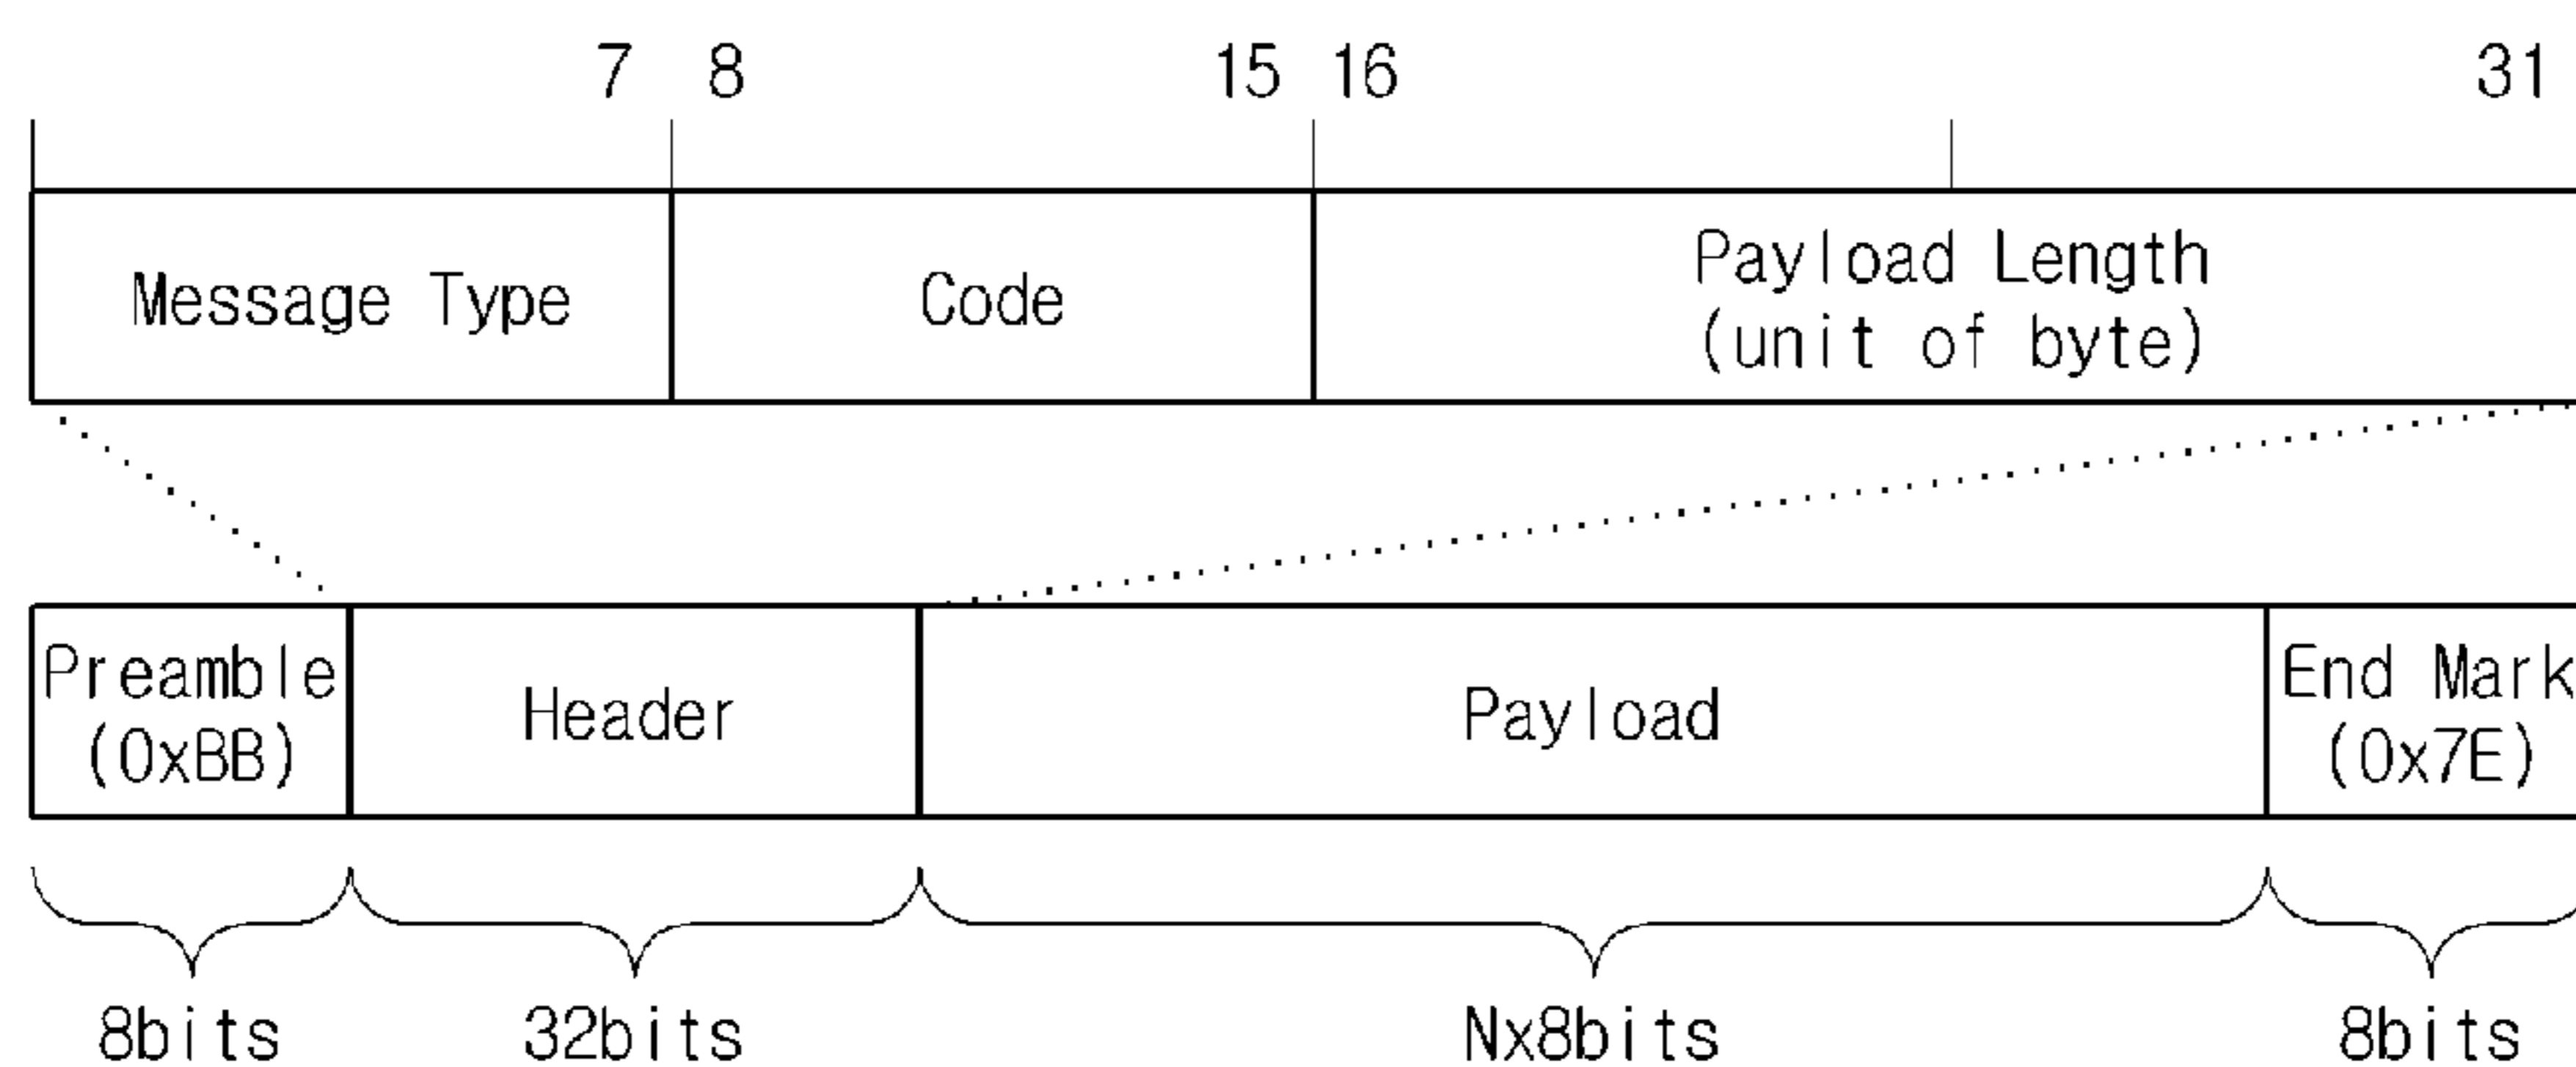 7 8 15 16 31
Message Type Code Payload Length
(unit of byte)
Preamble Header Payload End Mark
(0xBB) (0x7E)
8bits 32bits Nx8bits 8bits